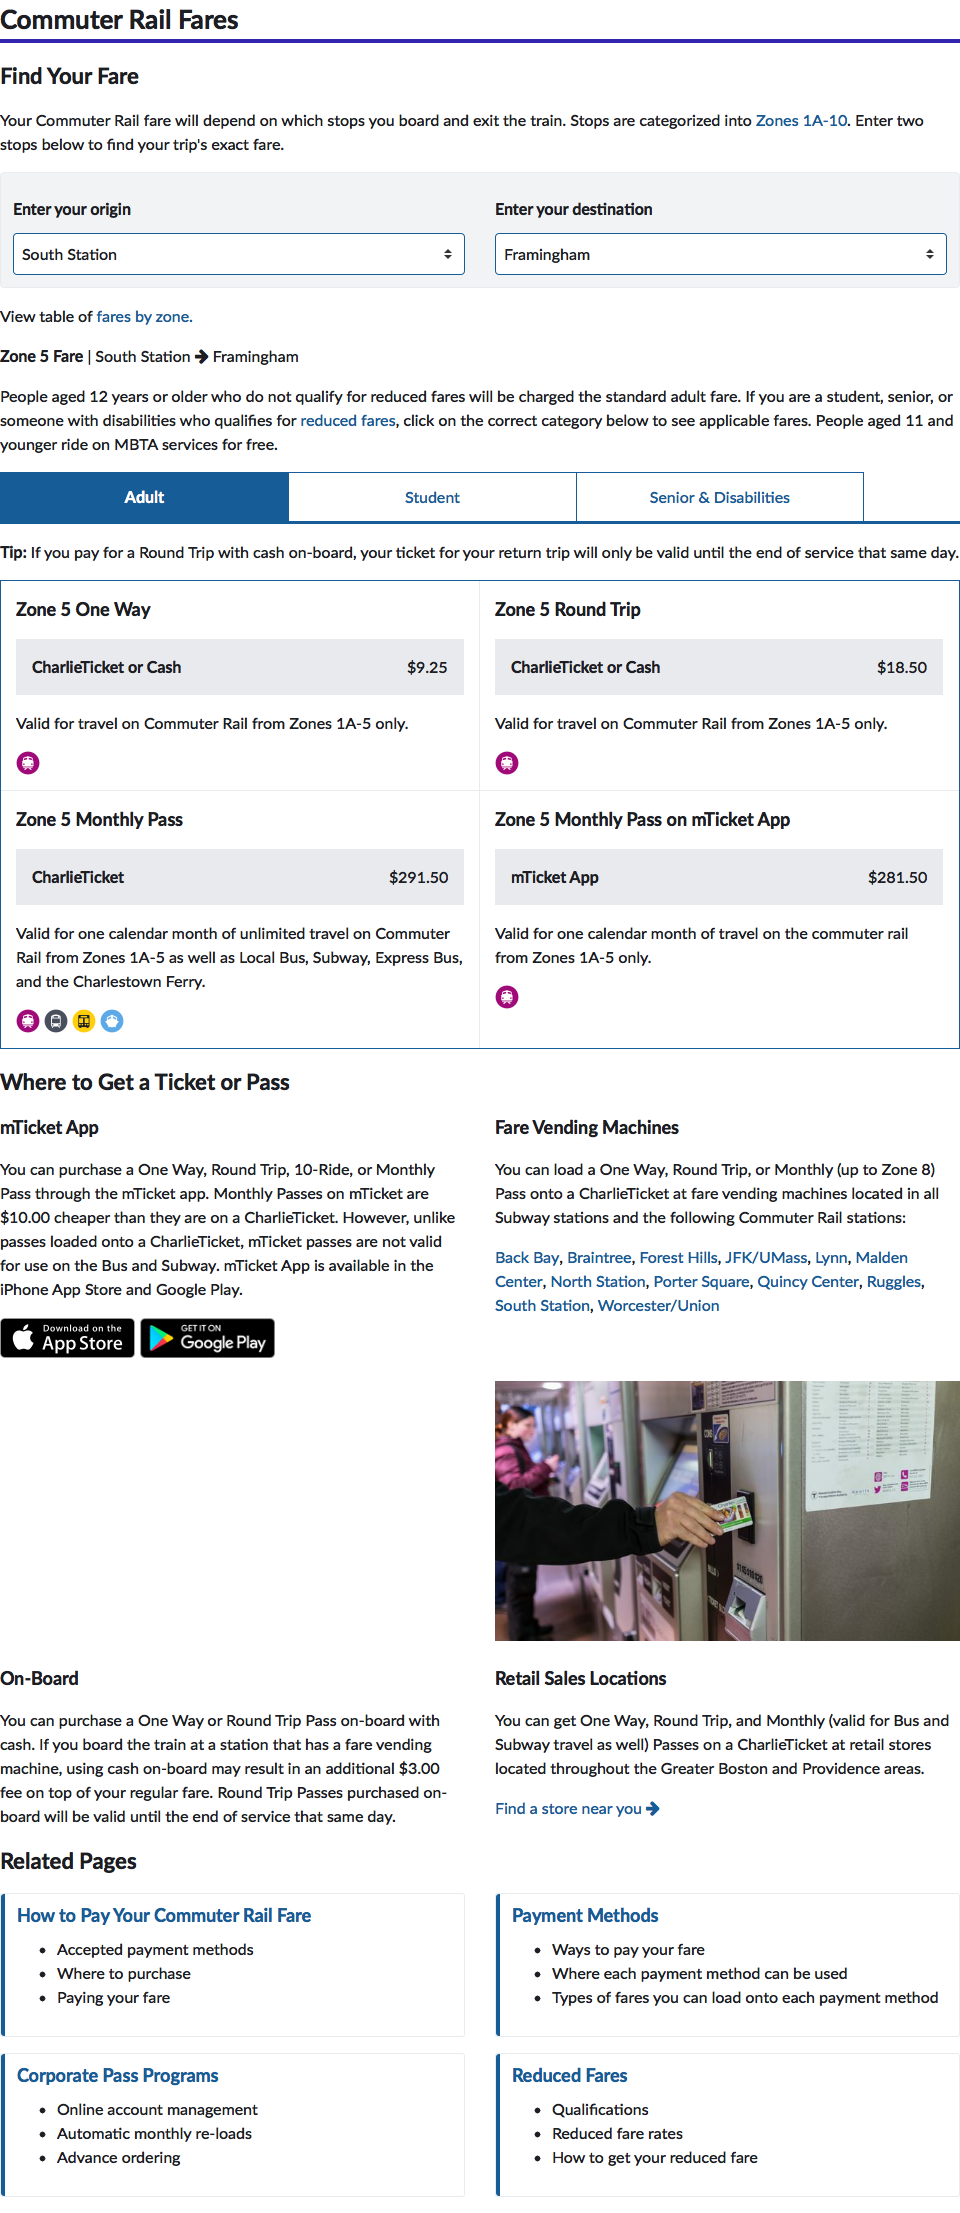 Commuter Rail Fares
Find Your Fare
Your Commuter Rail fare will depend on which stops you board and exit the train. Stops are categorized into Zones 1A-10. Enter two
stops below to find your trip's exact fare.
Enter your origin
South Station
Enter your destination
Framingham
View table of fares by zone.
Zone 5 Fare | South Station → Framingham
People aged 12 years or older who do not qualify for reduced fares will be charged the standard adult fare. If you are a student, senior, or
someone with disabilities who qualifies for reduced fares, click on the correct category below to see applicable fares. People aged 11 and
younger ride on MBTA services for free.
Adult
Student
Senior & Disabilities
Tip: If you pay for a Round Trip with cash on-board, your ticket for your return trip will only be valid until the end of service that same day.
Zone 5 One Way
CharlieTicket or Cash $9.25
Valid for travel on Commuter Rail from Zones 1A-5 only.
Zone 5 Round Trip
CharlieTicket or Cash $18.50
Valid for travel on Commuter Rail from Zones 1A-5 only.
Zone 5 Monthly Pass
CharlieTicket $291.50
Valid for one calendar month of unlimited travel on Commuter
Rail from Zones 1A-5 as well as Local Bus, Subway, Express Bus,
and the Charlestown Ferry.
Zone 5 Monthly Pass on mTicket App
mTicket App $281.50
Valid for one calendar month of travel on the commuter rail
from Zones 1A-5 only.
Where to Get a Ticket or Pass
mTicket App
You can purchase a One Way, Round Trip, 10-Ride, or Monthly
Pass through the mTicket app. Monthly Passes on mTicket are
$10.00 cheaper than they are on a CharlieTicket. However, unlike
passes loaded onto a CharlieTicket, mTicket passes are not valid
for use on the Bus and Subway. mTicket App is available in the
iPhone App Store and Google Play.
Download on the
App Store
GET IT ON
Google Play
Fare Vending Machines
You can load a One Way, Round Trip, or Monthly (up to Zone 8)
Pass onto a CharlieTicket at fare vending machines located in all
Subway stations and the following Commuter Rail stations:
Back Bay, Braintree, Forest Hills, JFK/UMass, Lynn, Malden
Center, North Station, Porter Square, Quincy Center, Ruggles,
South Station, Worcester/Union
On-Board
You can purchase a One Way or Round Trip Pass on-board with
cash. If you board the train at a station that has a fare vending
machine, using cash on-board may result in an additional $3.00
fee on top of your regular fare. Round Trip Passes purchased on-
board will be valid until the end of service that same day.
Retail Sales Locations
You can get One Way, Round Trip, and Monthly (valid for Bus and
Subway travel as well) Passes on a CharlieTicket at retail stores
located throughout the Greater Boston and Providence areas.
Find a store near you →
Related Pages
How to Pay Your Commuter Rail Fare
• Accepted payment methods
• Where to purchase
• Paying your fare
Payment Methods
• Ways to pay your fare
• Where each payment method can be used
• Types of fares you can load onto each payment method
Corporate Pass Programs
• Online account management
• Automatic monthly re-loads
• Advance ordering
Reduced Fares
• Qualifications
• Reduced fare rates
• How to get your reduced fare